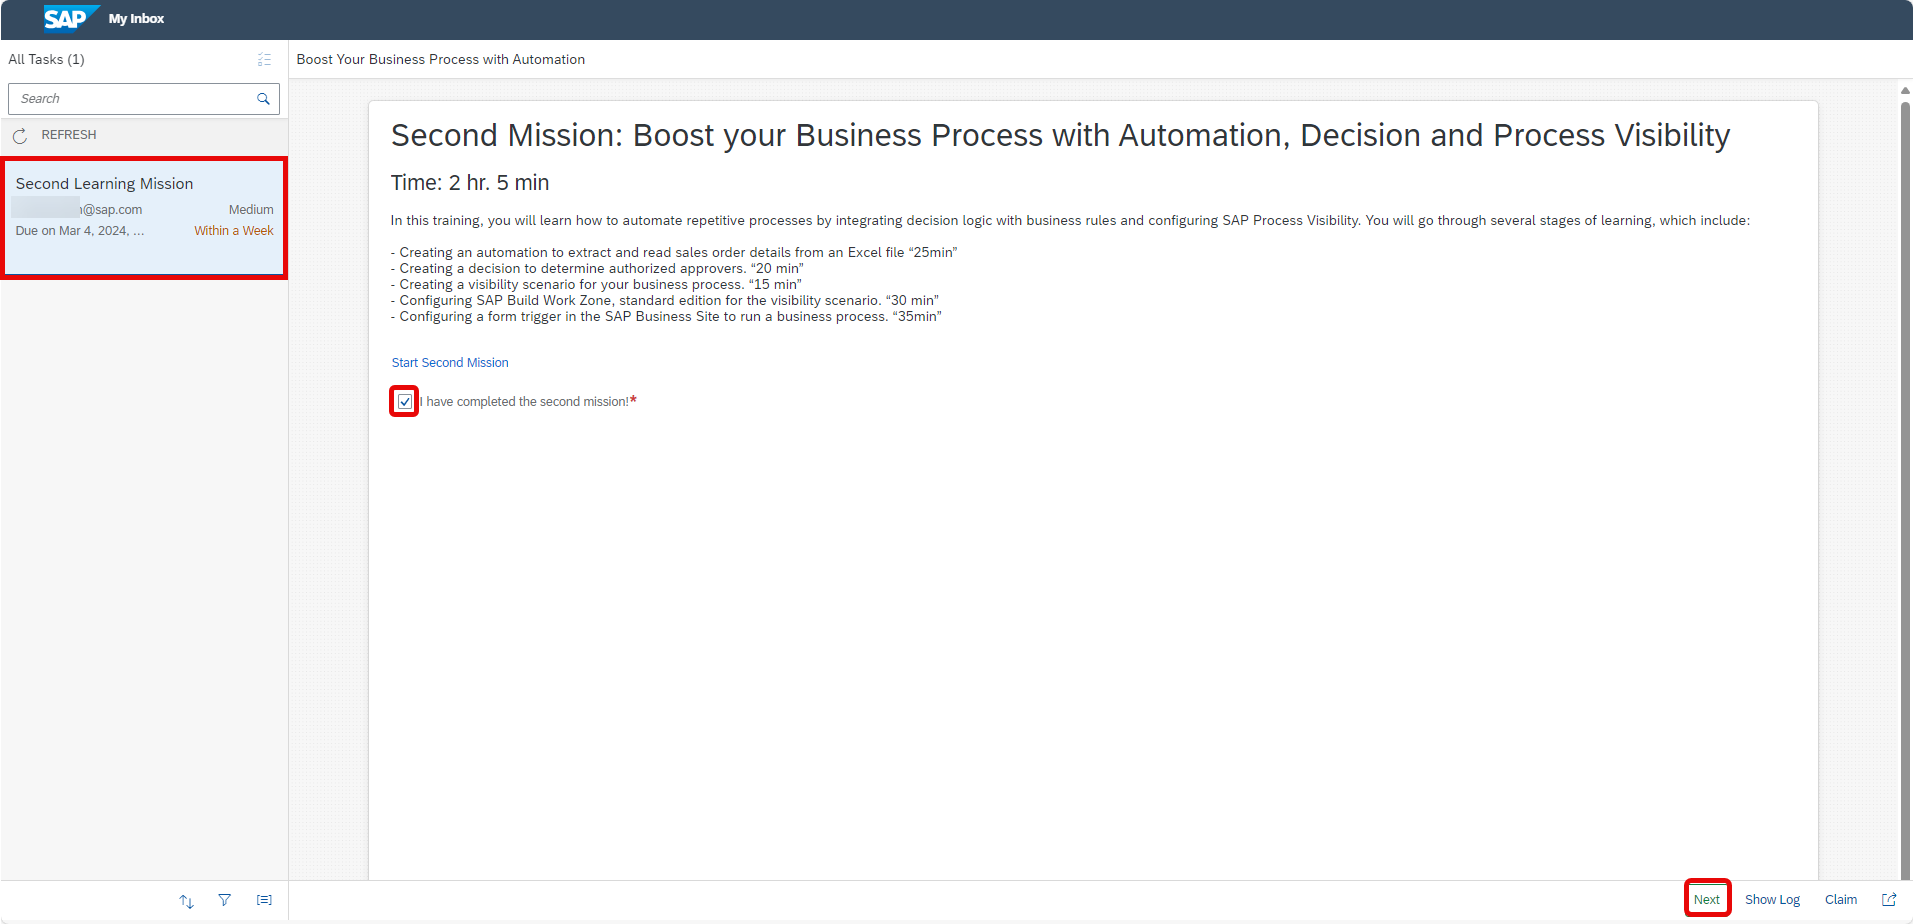 SAP My Inbox
All Tasks (1)
Search
REFRESH
Second Learning Mission
@sap.com Medium
Due on Mar 4, 2024, ... Within a Week
Boost Your Business Process with Automation
Second Mission: Boost your Business Process with Automation, Decision and Process Visibility
Time: 2 hr. 5 min
In this training, you will learn how to automate repetitive processes by integrating decision logic with business rules and configuring SAP Process Visibility. You will go through several stages of learning, which include:
- Creating an automation to extract and read sales order details from an Excel file “25min”
- Creating a decision to determine authorized approvers. “20 min”
- Creating a visibility scenario for your business process. “15 min”
- Configuring SAP Build Work Zone, standard edition for the visibility scenario. “30 min”
- Configuring a form trigger in the SAP Business Site to run a business process. “35min”
Start Second Mission
I have completed the second mission!*
Next Show Log Claim